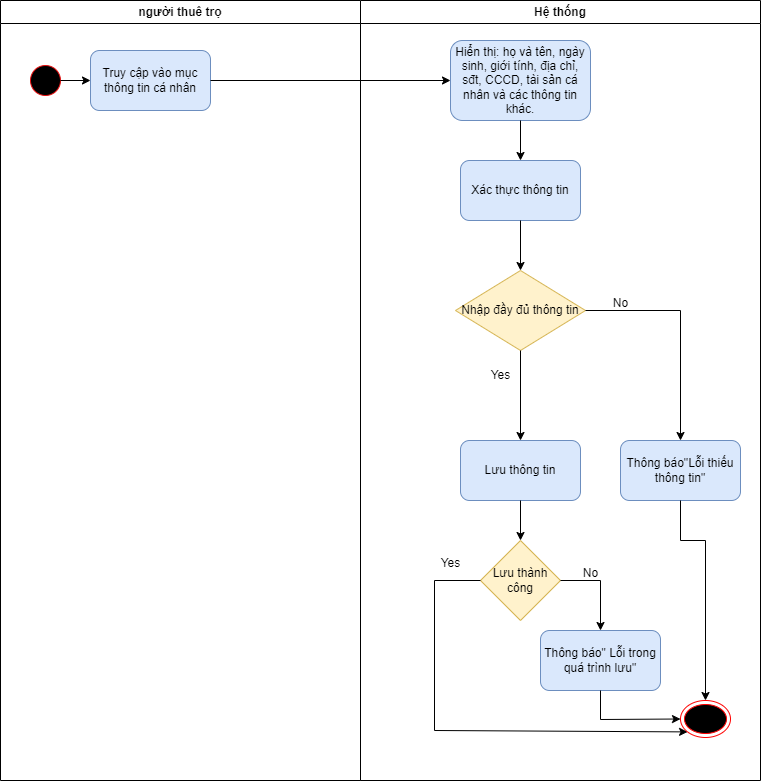 người thuê trọ
Hệ thống
Truy cập vào mục
thông tin cá nhân
Hiển thị: họ và tên, ngày
sinh, giới tính, địa chỉ,
sđt, CCCD, tài sản cá
nhân và các thông tin
khác.
Xác thực thông tin
Nhập đầy đủ thông tin
No
Yes
Lưu thông tin
Thông báo"Lỗi thiếu
thông tin"
Yes
Lưu thành
công
No
Thông báo" Lỗi trong
quá trình lưu"